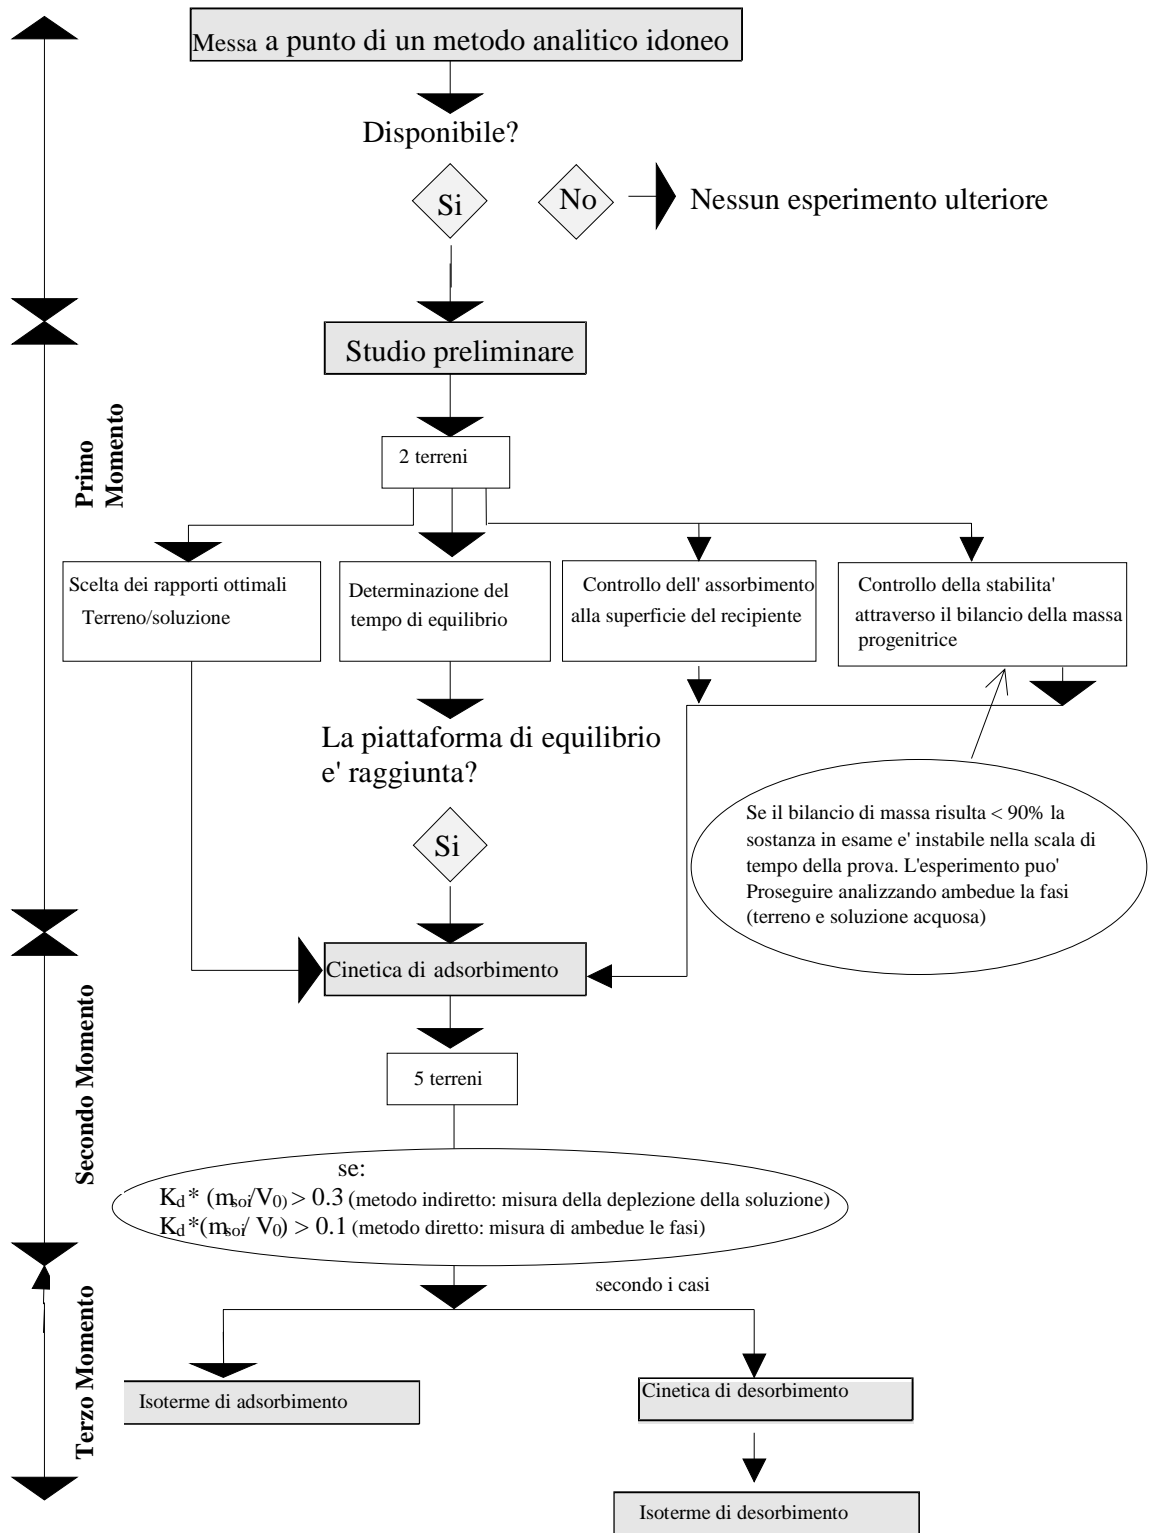 Messa a punto di un metodo analitico idoneo
Disponibile?
Si
No
Nessun esperimento ulteriore
Studio preliminare
Primo
Momento
2 terreni
Scelta dei rapporti ottimali
Terreno/soluzione
Determinazione del
tempo di equilibrio
Controllo dell' assorbimento
alla superficie del recipiente
Controllo della stabilita'
attraverso il bilancio della massa
progenitrice
La piattaforma di equilibrio
e' raggiunta?
Si
Se il bilancio di massa risulta < 90% la
sostanza in esame e' instabile nella scala di
tempo della prova. L'esperimento puo'
Proseguire analizzando ambedue la fasi
(terreno e soluzione acquosa)
Cinetica di adsorbimento
Secondo Momento
5 terreni
se:
Kd * (msoi/V0) > 0.3 (metodo indiretto: misura della deplezione della soluzione)
Kd *(msoi/ V0) > 0.1 (metodo diretto: misura di ambedue le fasi)
secondo i casi
Terzo Momento
Isoterme di adsorbimento
Cinetica di desorbimento
Isoterme di desorbimento